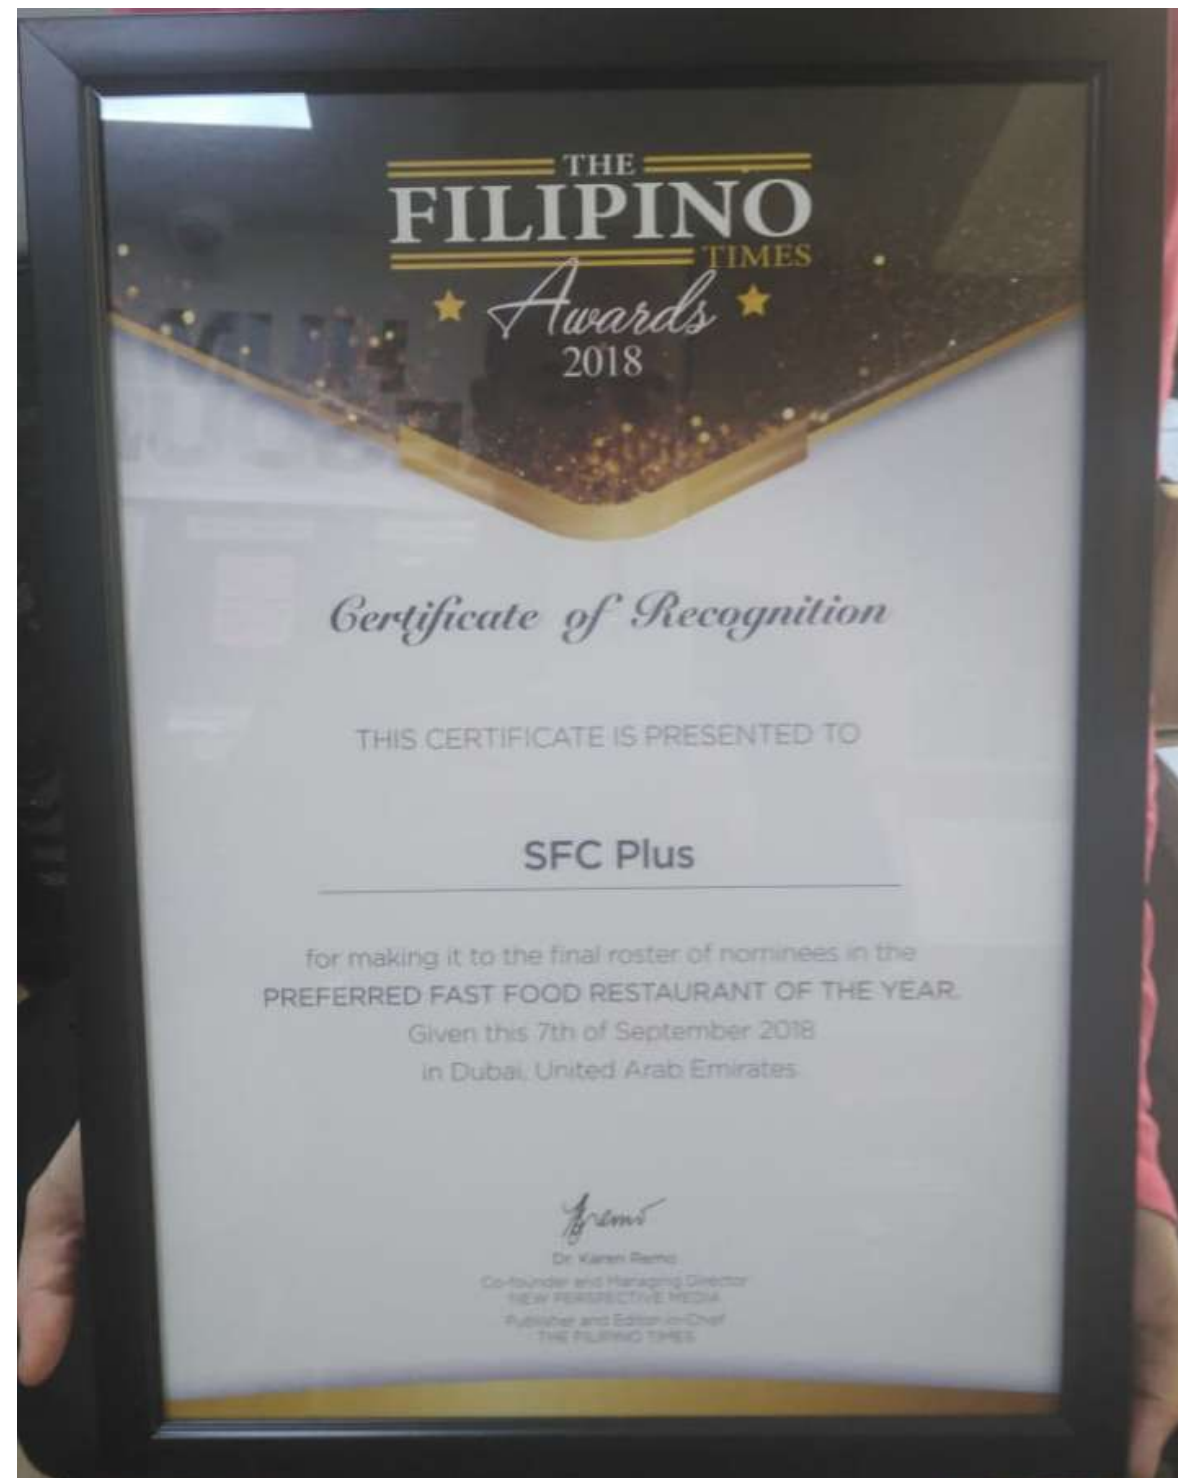 THE
FILIPINO
TIMES
Awards
2018
Certificate of Recognition
THIS CERTIFICATE IS PRESENTED TO
SFC Plus
for making it to the final roster of nominees in the
PREFERRED FAST FOOD RESTAURANT OF THE YEAR.
Given this 7th of September 2018
in Dubai, United Arab Emirates.
Dr. Karen Remo
Co-founder and Managing Director
NEW PERSPECTIVE MEDIA
Publisher and Editor-in-Chief
THE FILIPINO TIMES